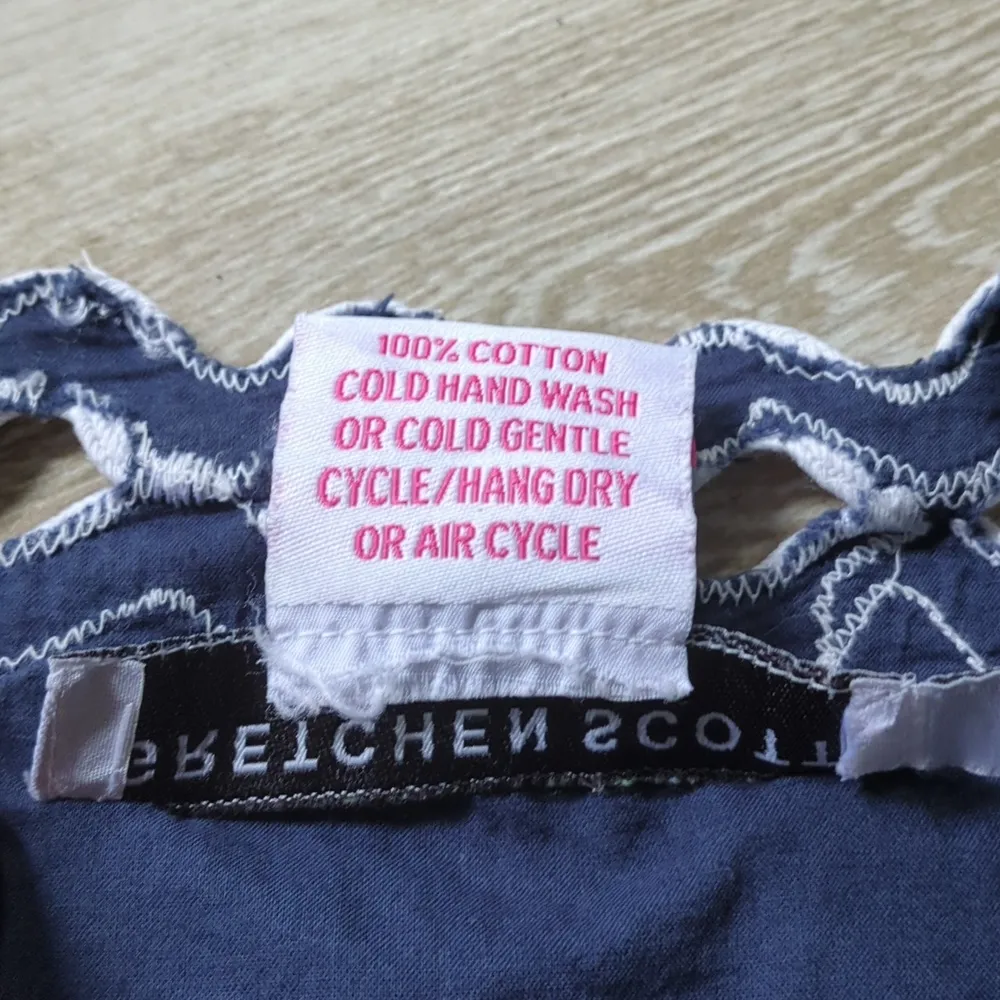 100% COTTON
COLD HAND WASH
OR COLD GENTLE
CYCLE/HANG DRY
OR AIR CYCLE
GRETCHEN SCOTT